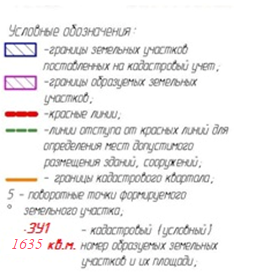 Условные обозначения:
-границы земельных участков
поставленных на кадастровый учет;
-границы образуемых земельных
участков;
-красные линии;
-линии отступа от красных линий для
определения мест допустимого
размещения зданий, сооружений;
- границы кадастрового квартала;
5 - поворотные точки формируемого
земельного участка;
:ЗУ1 - кадастровый (условный)
1635 кв.м. номер образуемых земельных
участков и их площади;